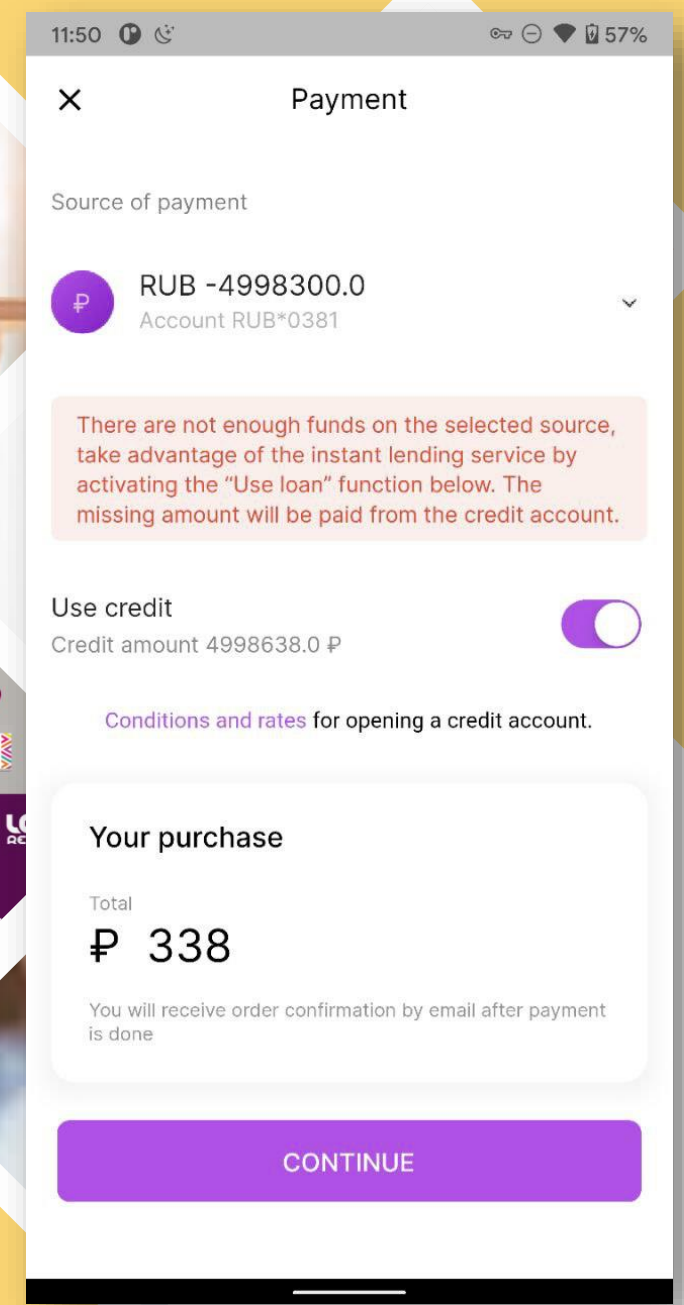 11:50
57%
Payment
Source of payment
₽
RUB -4998300.0
Account RUB*0381
There are not enough funds on the selected source,
take advantage of the instant lending service by
activating the “Use loan” function below. The
missing amount will be paid from the credit account.
Use credit
Credit amount 4998638.0 ₽
Conditions and rates for opening a credit account.
Your purchase
Total
₽ 338
You will receive order confirmation by email after payment
is done
CONTINUE